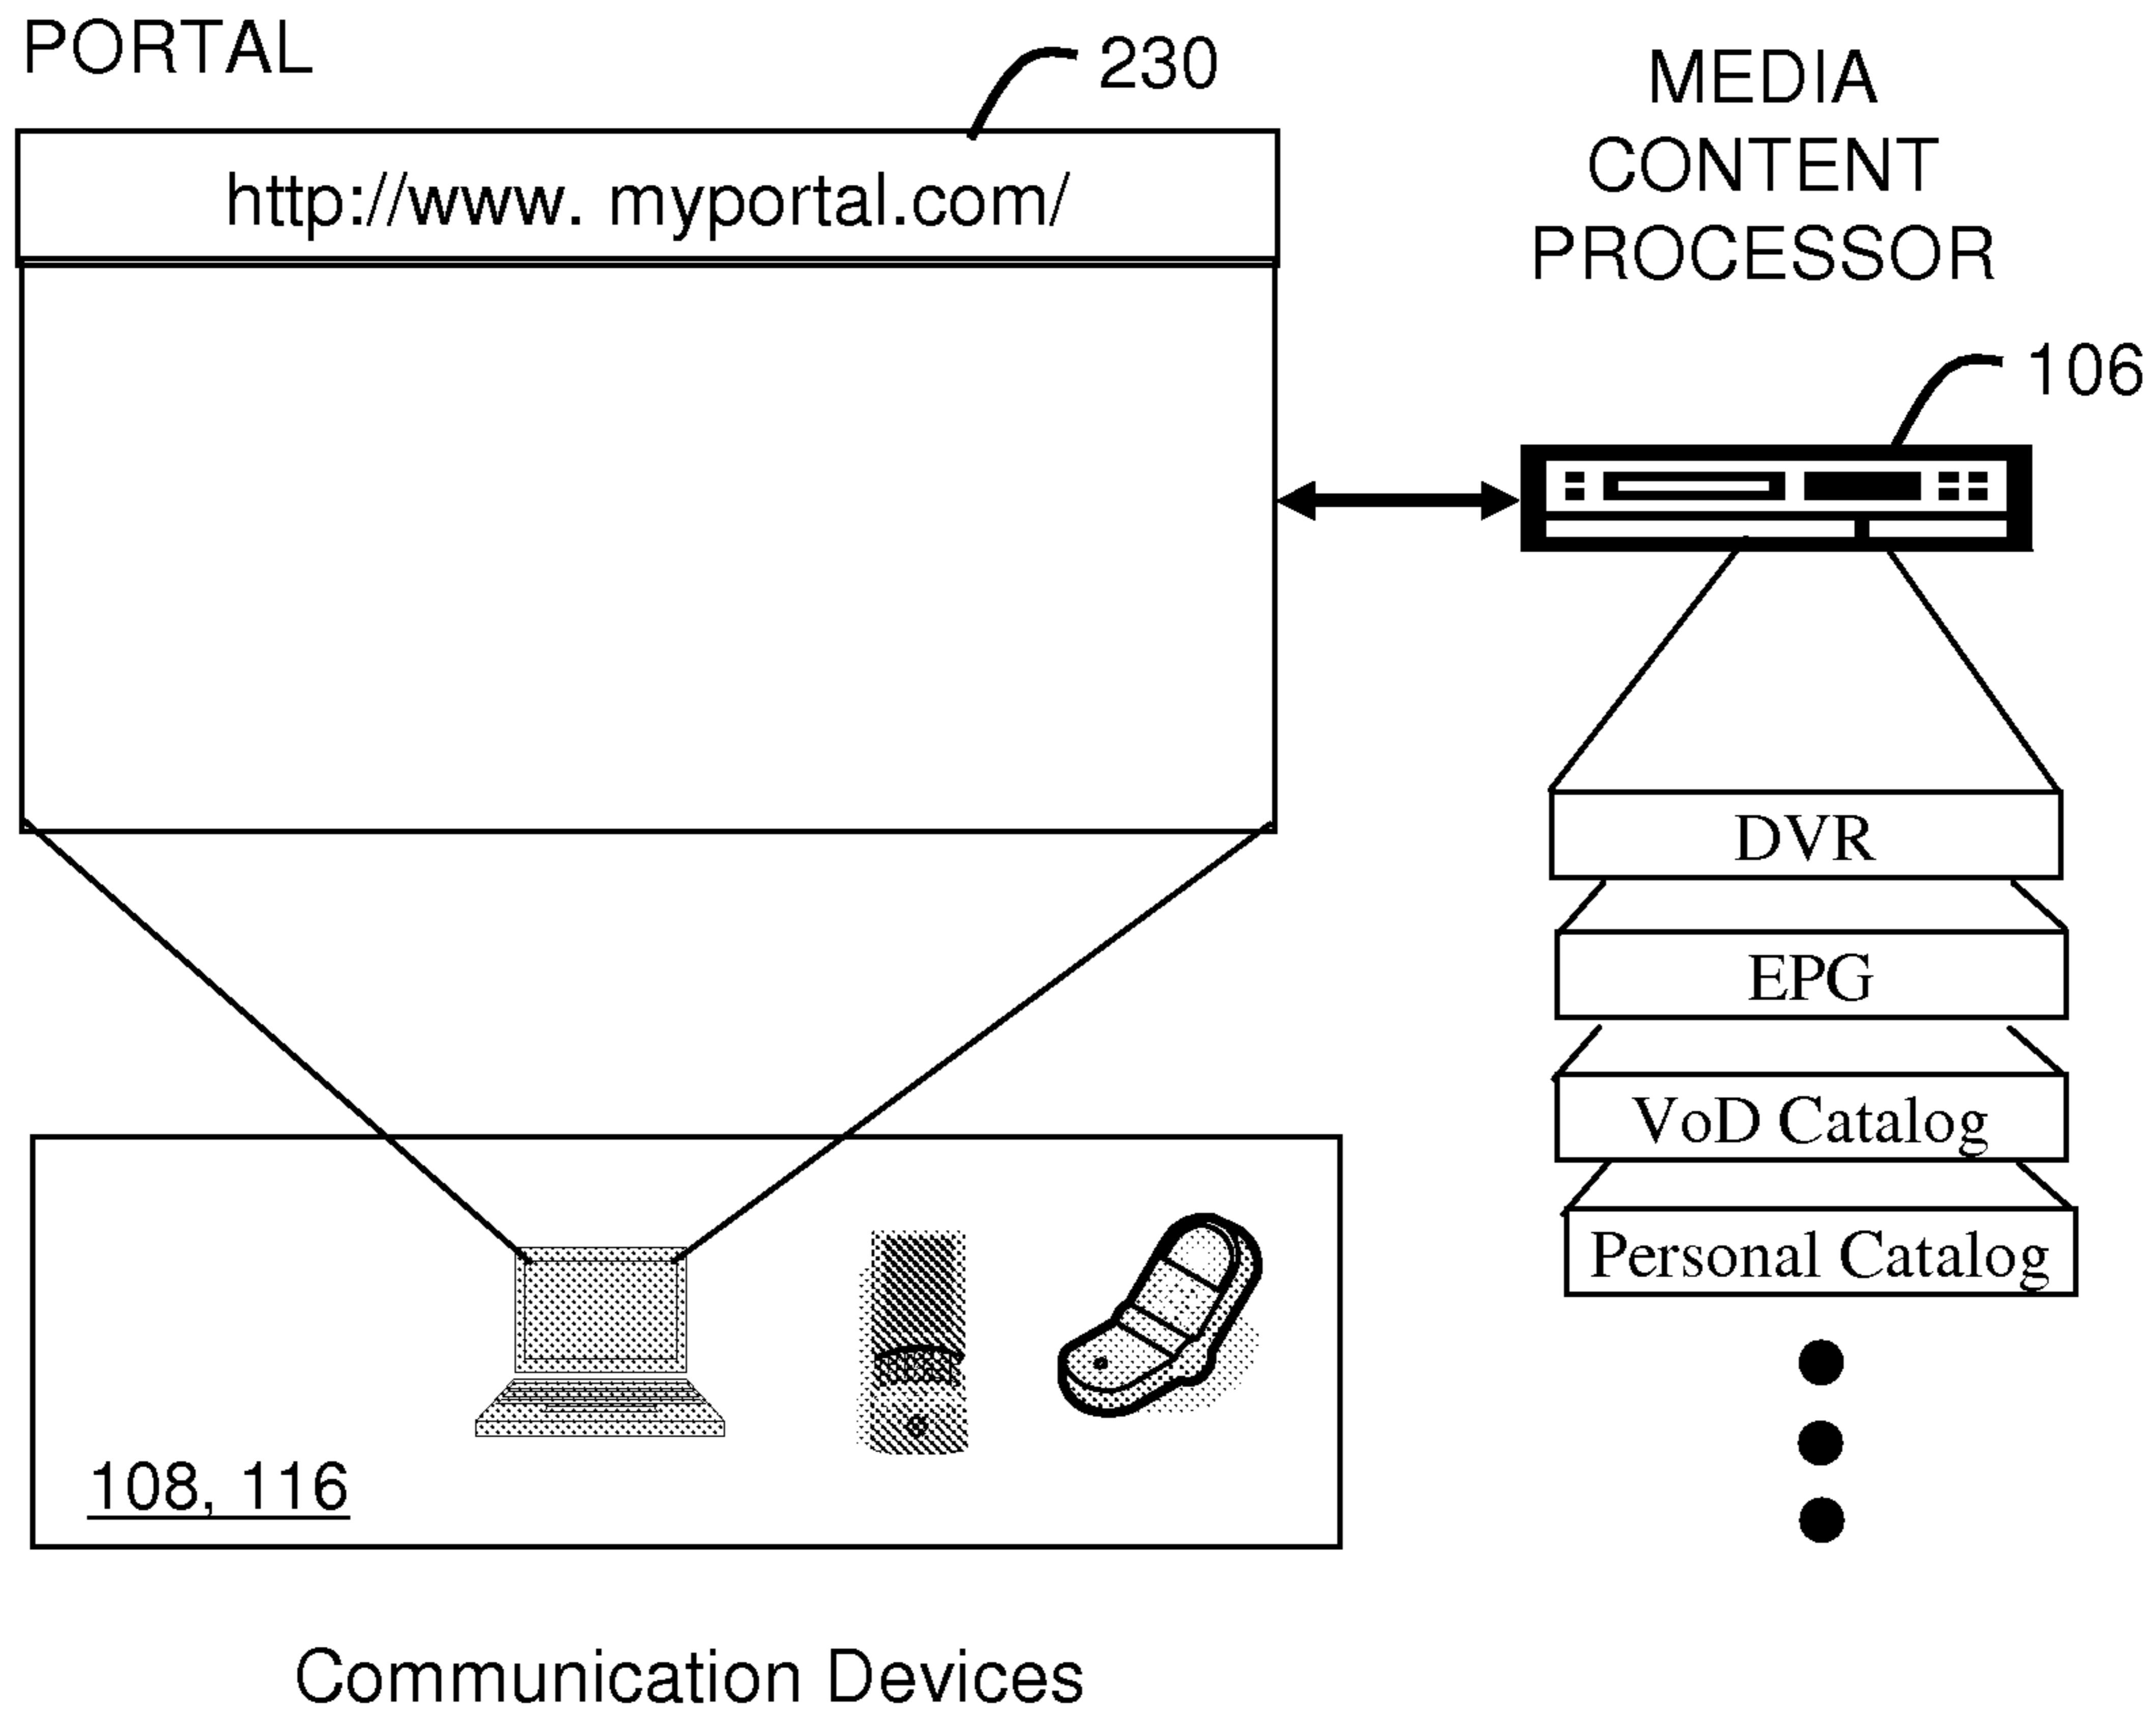 PORTAL
230
http://www. myportal.com/
MEDIA
CONTENT
PROCESSOR
106
DVR
EPG
VoD Catalog
Personal Catalog
108, 116
Communication Devices